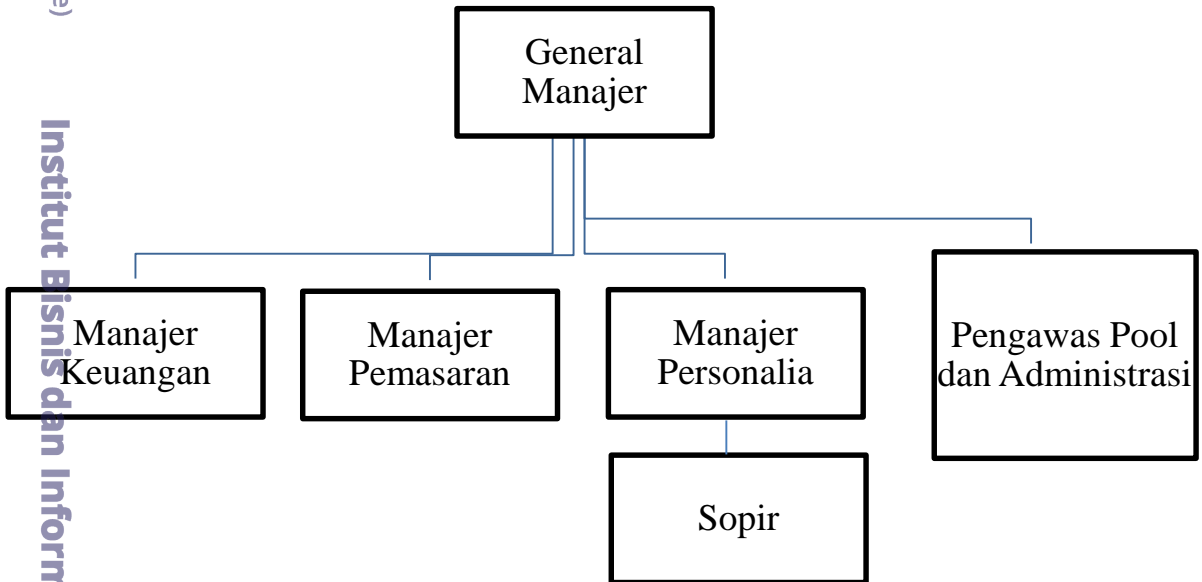 e)
Institut Bisnis dan Inform
General
Manajer
Manajer
Keuangan
Manajer
Pemasaran
Manajer
Personalia
Pengawas Pool
dan Administrasi
Sopir